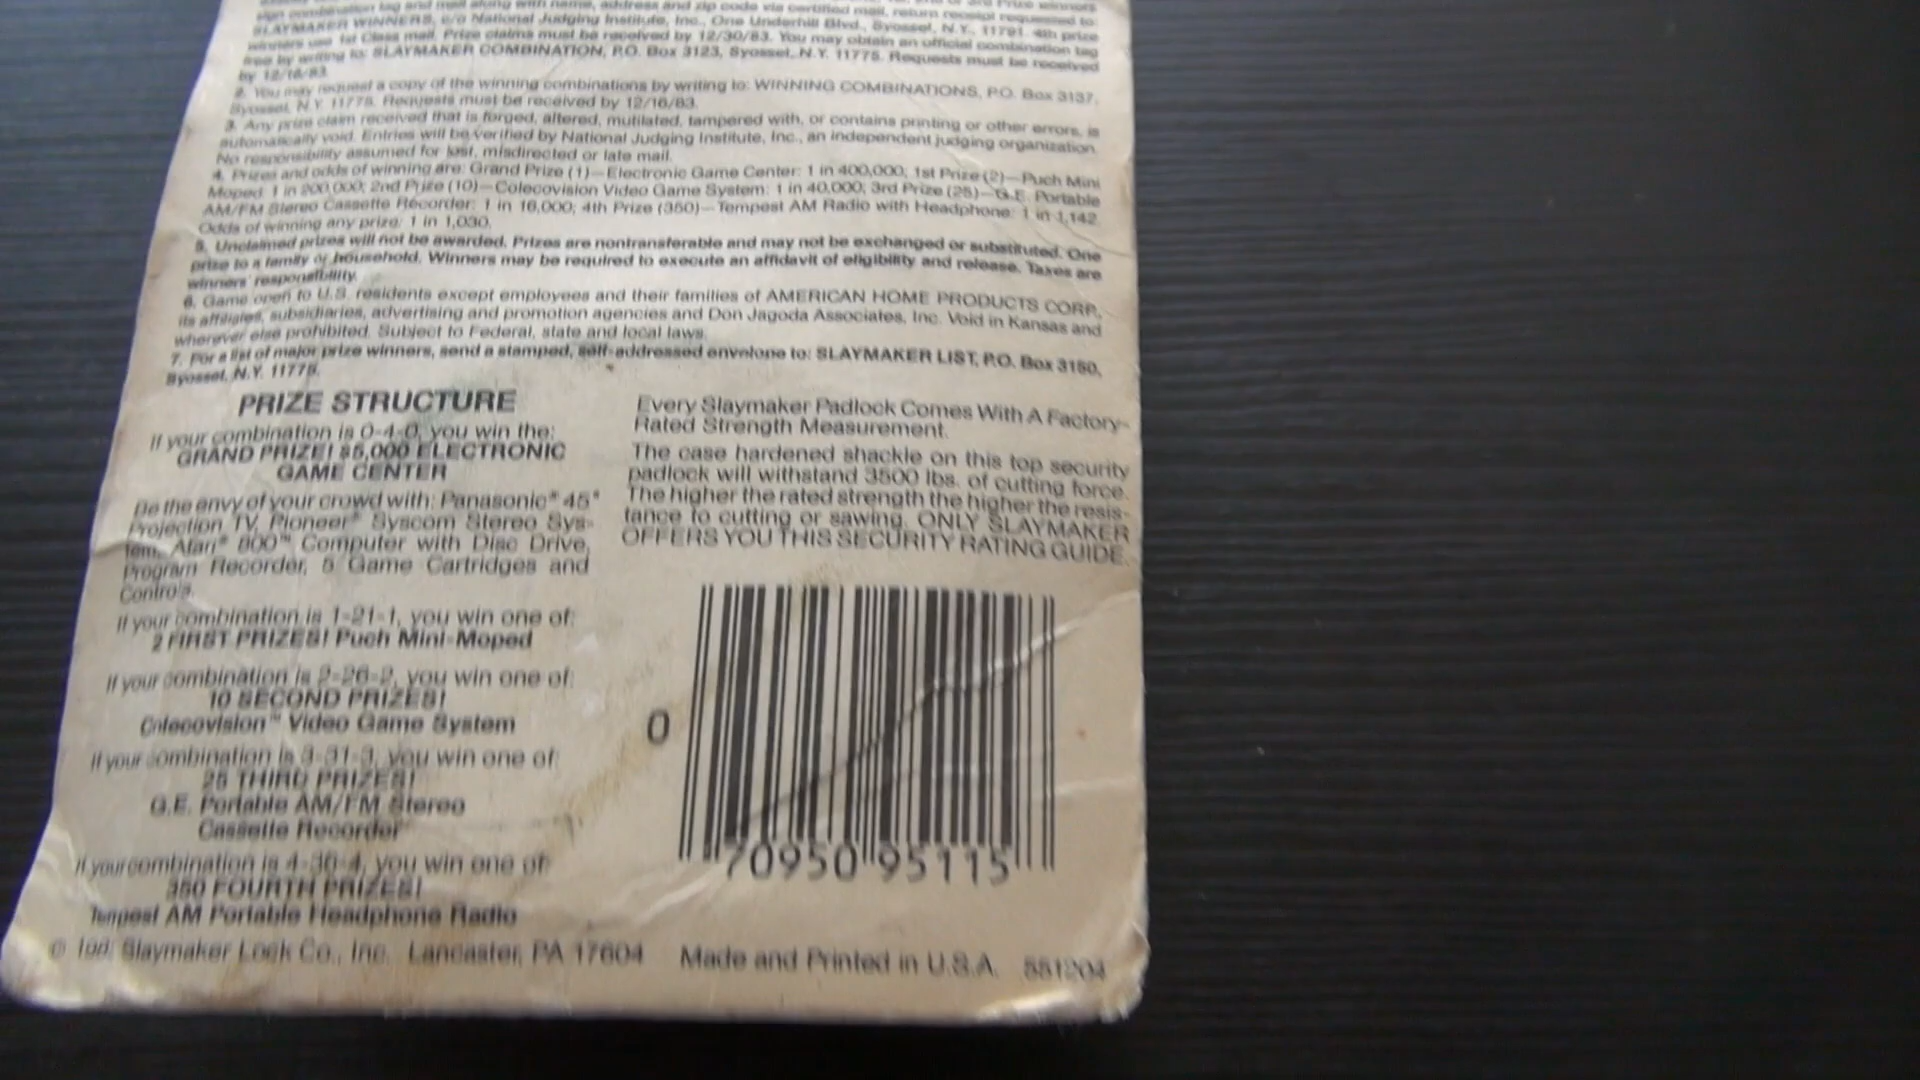 sign combination tag and mail along with name, address and zip code via certified mail, return receipt requested to:
SLAYMAKER WINNERS, c/o National Judging Institute, Inc., One Underhill Blvd., Syosset, N.Y. 11791. 4th prize
winners use 1st Class mail. Prize claims must be received by 12/30/83. You may obtain an official combination tag
free by writing to: SLAYMAKER COMBINATION, P.O. Box 3123, Syosset, N.Y. 11775. Requests must be received
by 12/16/83.
2. You may request a copy of the winning combinations by writing to: WINNING COMBINATIONS, P.O. Box 3137,
Syosset, N.Y. 11775. Requests must be received by 12/16/83.
3. Any prize claim received that is forged, altered, mutilated, tampered with, or contains printing or other errors, is
automatically void. Entries will be verified by National Judging Institute, Inc., an independent judging organization.
No responsibility assumed for lost, misdirected or late mail.
4. Prizes and odds of winning are: Grand Prize (1)—Electronic Game Center: 1 in 400,000; 1st Prize (2)—Puch Mini
Moped: 1 in 200,000; 2nd Prize (10)—Colecovision Video Game System: 1 in 40,000; 3rd Prize (25)—G.E. Portable
AM/FM Stereo Cassette Recorder: 1 in 16,000; 4th Prize (350)—Tempest AM Radio with Headphone: 1 in 1,142.
Odds of winning any prize: 1 in 1,030.
5. Unclaimed prizes will not be awarded. Prizes are nontransferable and may not be exchanged or substituted. One
prize to a family or household. Winners may be required to execute an affidavit of eligibility and release. Taxes are
winners' responsibility.
6. Game open to U.S. residents except employees and their families of AMERICAN HOME PRODUCTS CORP.,
its affiliates, subsidiaries, advertising and promotion agencies and Don Jagoda Associates, Inc. Void in Kansas and
wherever else prohibited. Subject to Federal, state and local laws.
7. For a list of major prize winners, send a stamped, self-addressed envelope to: SLAYMAKER LIST, P.O. Box 3150,
Syosset, N.Y. 11775.
PRIZE STRUCTURE
If your combination is 0-4-0, you win the:
GRAND PRIZE! $5,000 ELECTRONIC
GAME CENTER
Be the envy of your crowd with: Panasonic® 45"
Projection TV, Pioneer® Syscom Stereo Sys-
tem, Atari® 800™ Computer with Disc Drive,
Program Recorder, 5 Game Cartridges and
Controls.
If your combination is 1-21-1, you win one of:
2 FIRST PRIZES! Puch Mini-Moped
If your combination is 2-26-2, you win one of:
10 SECOND PRIZES!
Colecovision™ Video Game System
If your combination is 3-31-3, you win one of:
25 THIRD PRIZES!
G.E. Portable AM/FM Stereo
Cassette Recorder
If your combination is 4-36-4, you win one of:
350 FOURTH PRIZES!
Tempest AM Portable Headphone Radio
Every Slaymaker Padlock Comes With A Factory-
Rated Strength Measurement.
The case hardened shackle on this top security
padlock will withstand 3500 lbs. of cutting force.
The higher the rated strength the higher the resis-
tance to cutting or sawing. ONLY SLAYMAKER
OFFERS YOU THIS SECURITY RATING GUIDE.
0
70950 95115
© Slaymaker Lock Co., Inc. Lancaster, PA 17604 Made and Printed in U.S.A. 551204